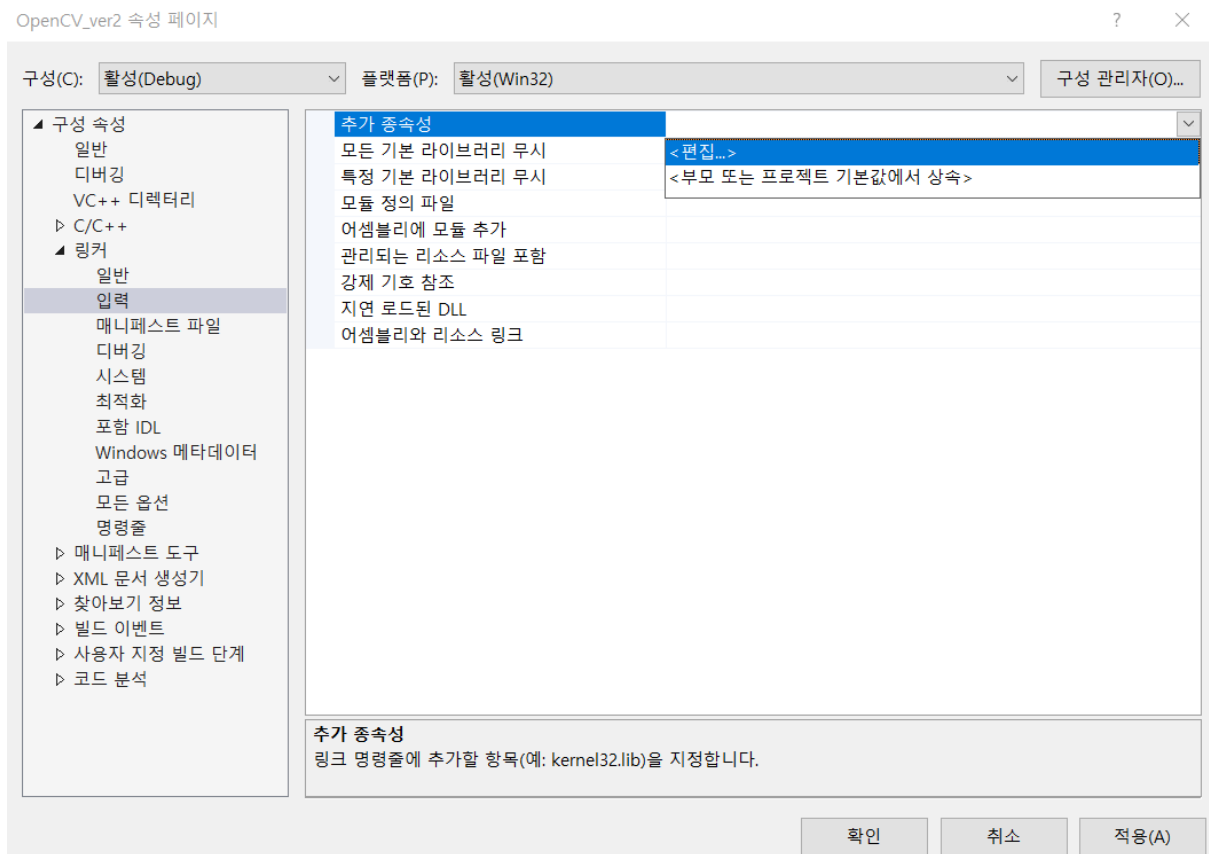 OpenCV_ver2 속성 페이지
? ×
구성(C): 활성(Debug) 플랫폼(P): 활성(Win32) 구성 관리자(O)...
구성 속성
일반
디버깅
VC++ 디렉터리
C/C++
링커
일반
입력
매니페스트 파일
디버깅
시스템
최적화
포함 IDL
Windows 메타데이터
고급
모든 옵션
명령줄
매니페스트 도구
XML 문서 생성기
찾아보기 정보
빌드 이벤트
사용자 지정 빌드 단계
코드 분석
추가 종속성
모든 기본 라이브러리 무시
특정 기본 라이브러리 무시
모듈 정의 파일
어셈블리에 모듈 추가
관리되는 리소스 파일 포함
강제 기호 참조
지연 로드된 DLL
어셈블리와 리소스 링크
<편집...>
<부모 또는 프로젝트 기본값에서 상속>
추가 종속성
링크 명령줄에 추가할 항목(예: kernel32.lib)을 지정합니다.
확인 취소 적용(A)